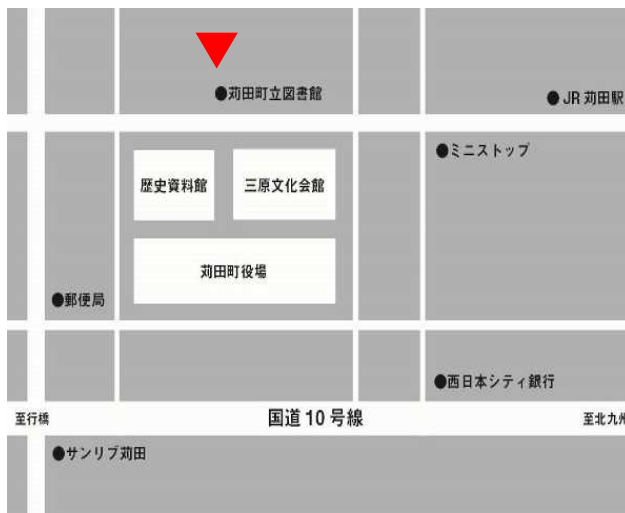 ●苅田町立図書館
●JR 苅田駅
●ミニストップ
歴史資料館
三原文化会館
苅田町役場
●郵便局
●西日本シティ銀行
至行橋
国道 10 号線
至北九州
●サンリブ苅田